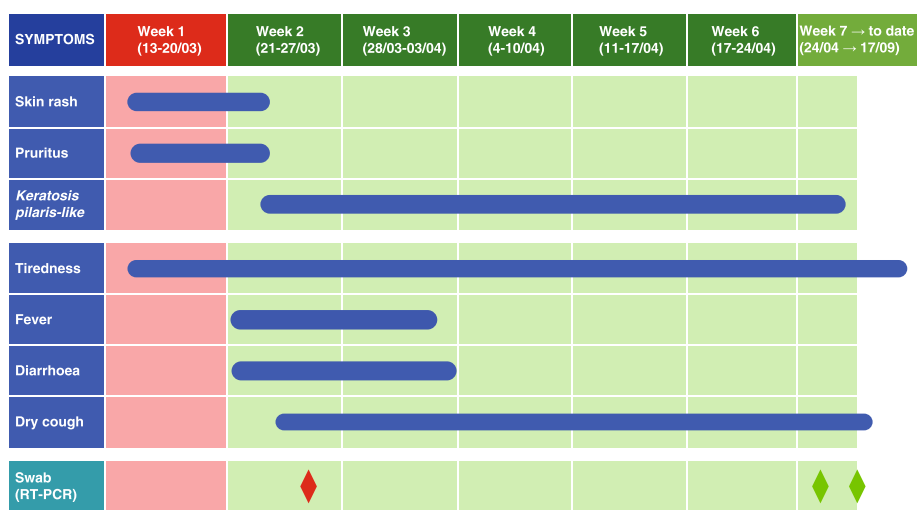 SYMPTOMS
Week 1
(13-20/03)
Week 2
(21-27/03)
Week 3
(28/03-03/04)
Week 4
(4-10/04)
Week 5
(11-17/04)
Week 6
(17-24/04)
Week 7 → to date
(24/04 → 17/09)
Skin rash
Pruritus
Keratosis
pilaris-like
Tiredness
Fever
Diarrhoea
Dry cough
Swab
(RT-PCR)